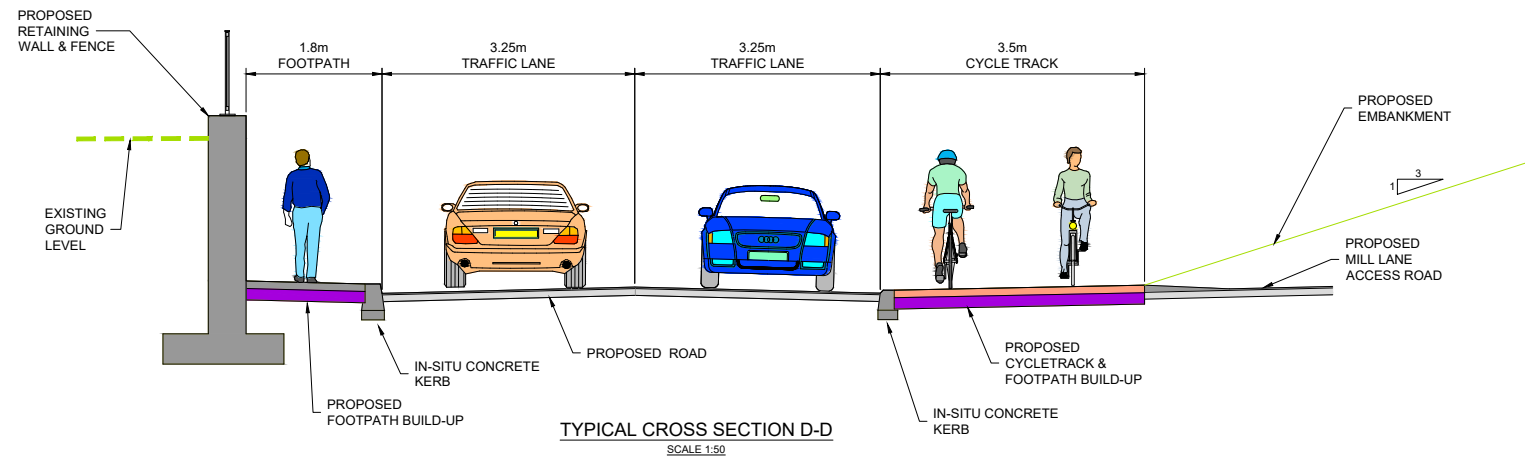 PROPOSED
RETAINING
WALL & FENCE
1.8m
FOOTPATH
3.25m
TRAFFIC LANE
3.25m
TRAFFIC LANE
3.5m
CYCLE TRACK
PROPOSED
EMBANKMENT
3
1
EXISTING
GROUND
LEVEL
PROPOSED
MILL LANE
ACCESS ROAD
PROPOSED ROAD
IN-SITU CONCRETE
KERB
PROPOSED
FOOTPATH BUILD-UP
PROPOSED
CYCLETRACK &
FOOTPATH BUILD-UP
IN-SITU CONCRETE
KERB
TYPICAL CROSS SECTION D-D
SCALE 1:50